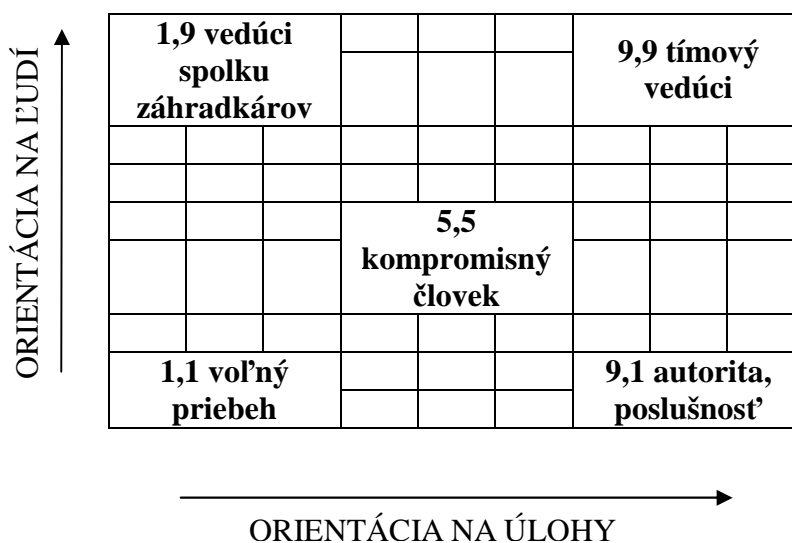 ORIENTÁCIA NA ĽUDÍ
1,9 vedúci
spolku
záhradkárov
9,9 tímový
vedúci
5,5
kompromisný
človek
1,1 voľný
priebeh
9,1 autorita,
poslušnosť
ORIENTÁCIA NA ÚLOHY